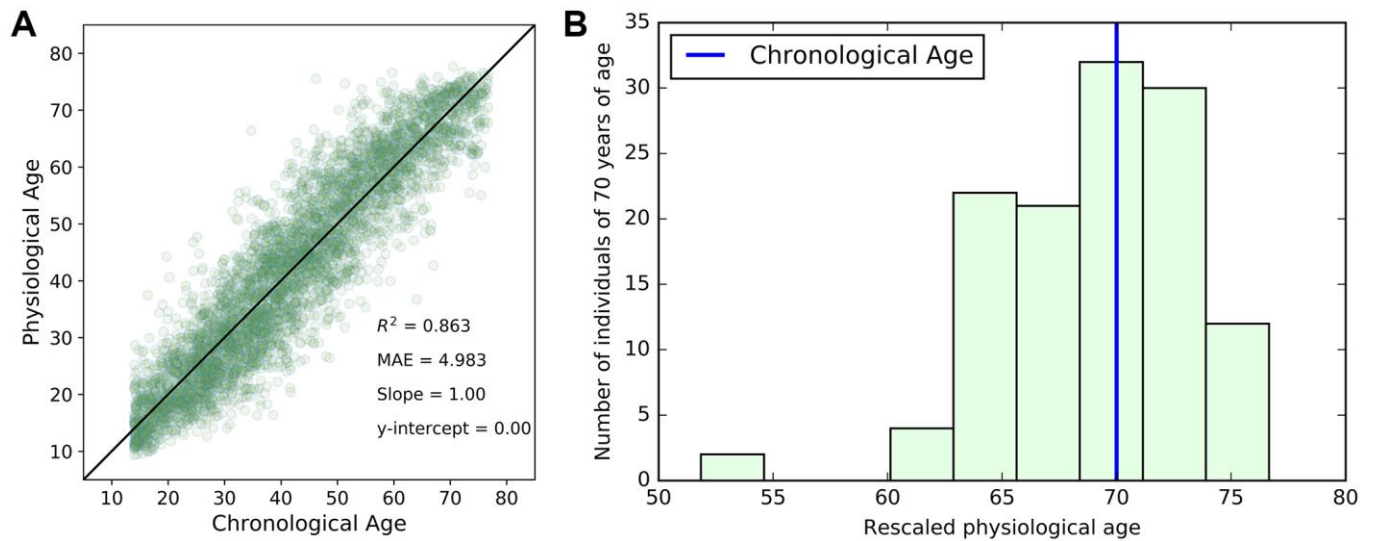 A
Physiological Age
80
70
60
50
40
30
20
10
R² = 0.863
MAE = 4.983
Slope = 1.00
y-intercept = 0.00
10 20 30 40 50 60 70 80
Chronological Age
B
Number of individuals of 70 years of age
35
30
25
20
15
10
5
0
Chronological Age
50 55 60 65 70 75 80
Rescaled physiological age